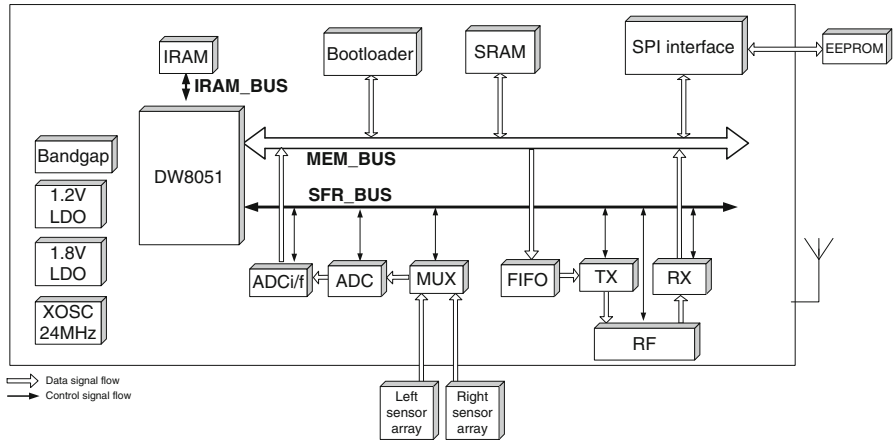 IRAM
Bootloader
SRAM
SPI interface
EEPROM
IRAM_BUS
DW8051
MEM_BUS
SFR_BUS
Bandgap
1.2V
LDO
1.8V
LDO
XOSC
24MHz
ADCi/f
ADC
MUX
FIFO
TX
RX
RF
Data signal flow
Control signal flow
Left
sensor
array
Right
sensor
array